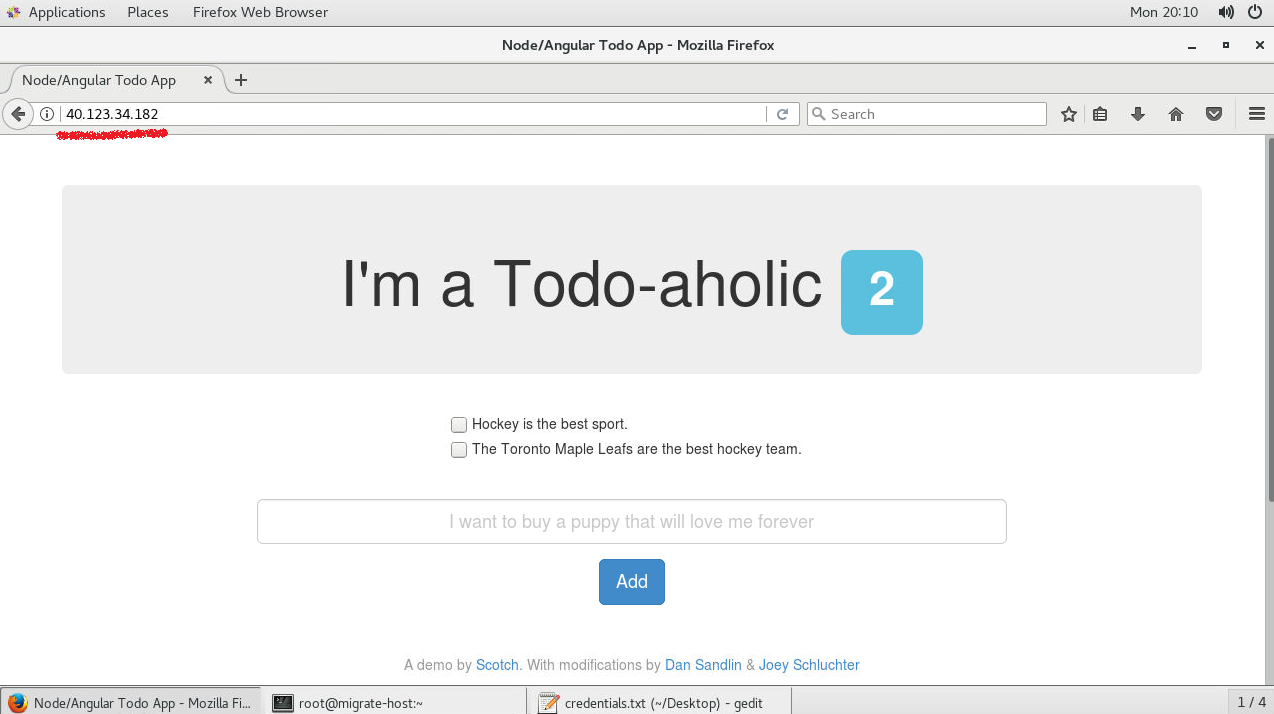 Applications Places Firefox Web Browser Mon 20:10
Node/Angular Todo App - Mozilla Firefox
Node/Angular Todo App
40.123.34.182 Search
I'm a Todo-aholic 2
Hockey is the best sport.
The Toronto Maple Leafs are the best hockey team.
I want to buy a puppy that will love me forever
Add
A demo by Scotch. With modifications by Dan Sandlin & Joey Schluchter
Node/Angular Todo App - Mozilla Fi... root@migrate-host:~ credentials.txt (~/Desktop) - gedit 1 / 4